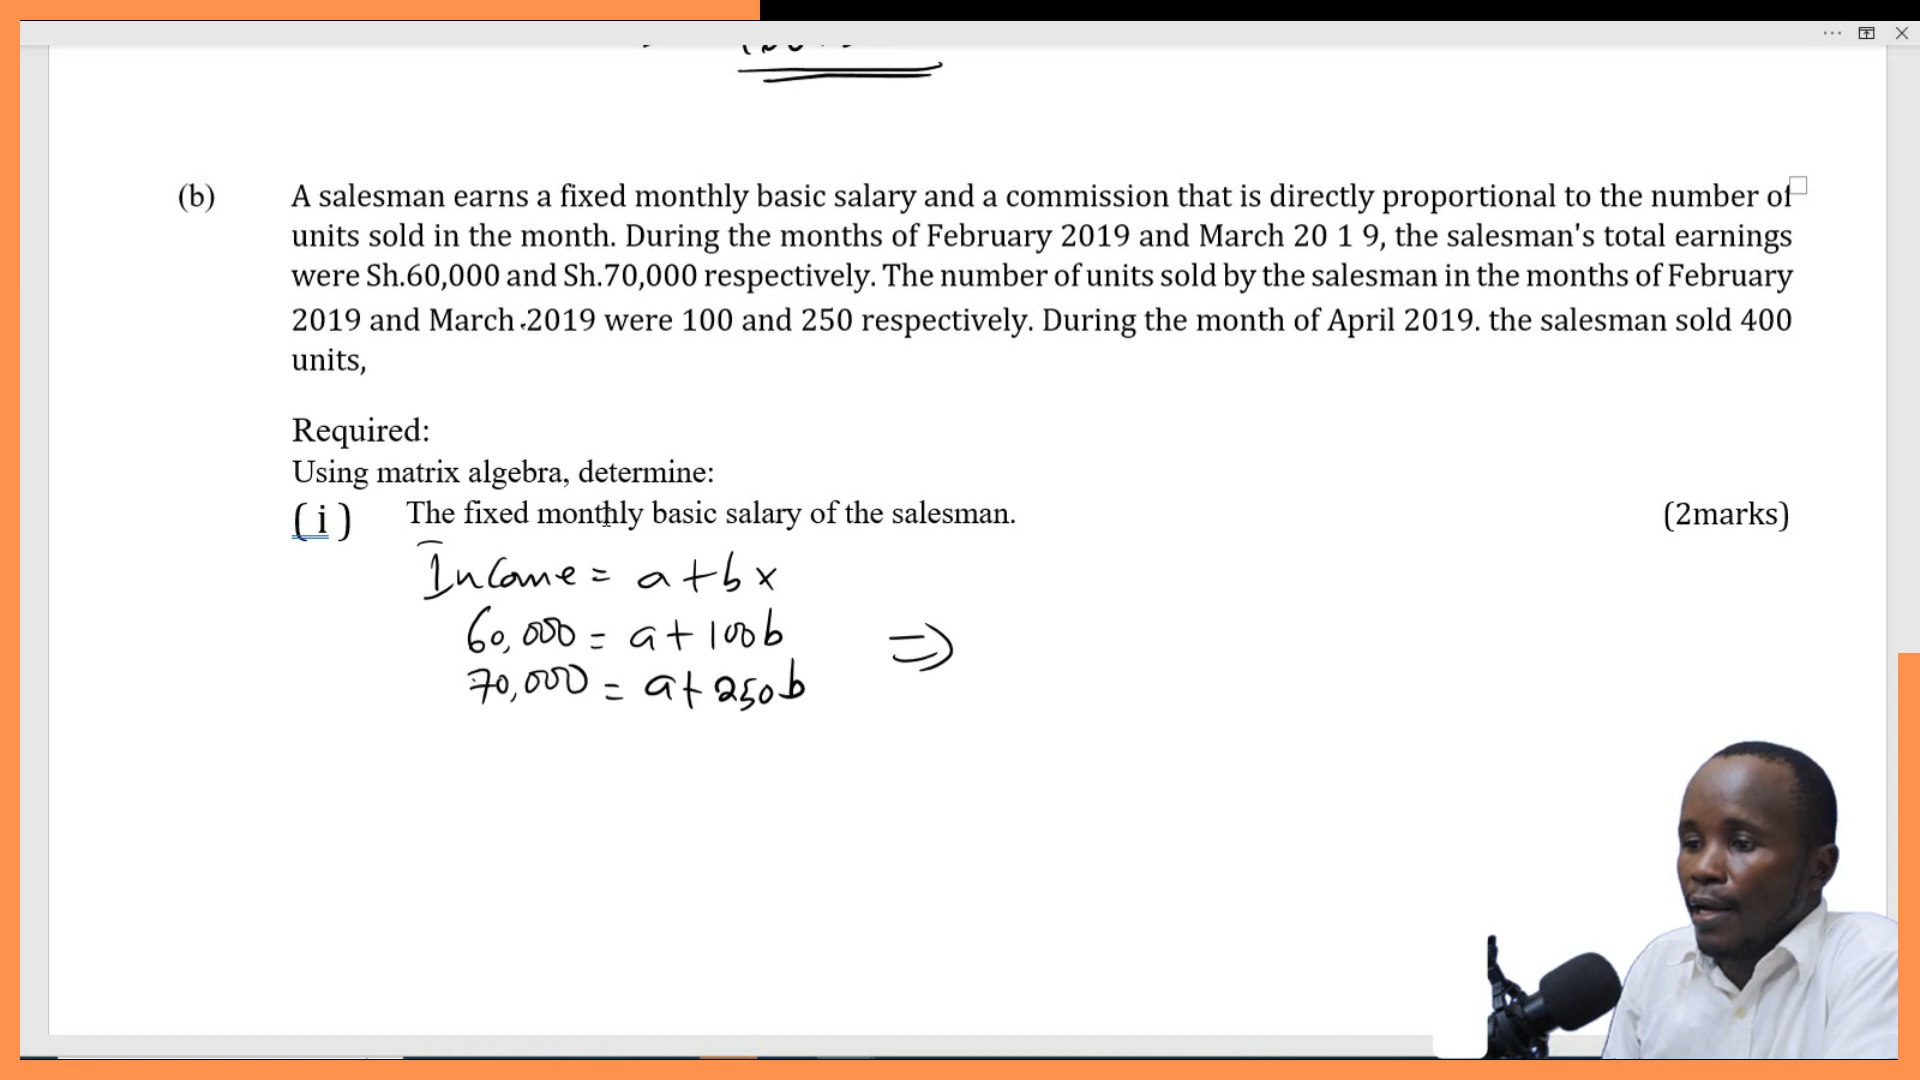 (b) A salesman earns a fixed monthly basic salary and a commission that is directly proportional to the number of
units sold in the month. During the months of February 2019 and March 20 1 9, the salesman's total earnings
were Sh.60,000 and Sh.70,000 respectively. The number of units sold by the salesman in the months of February
2019 and March.2019 were 100 and 250 respectively. During the month of April 2019. the salesman sold 400
units,
Required:
Using matrix algebra, determine:
(i) The fixed monthly basic salary of the salesman. (2marks)
Income = a+bx
60,000 = a+100b ⇒
70,000 = a+250b